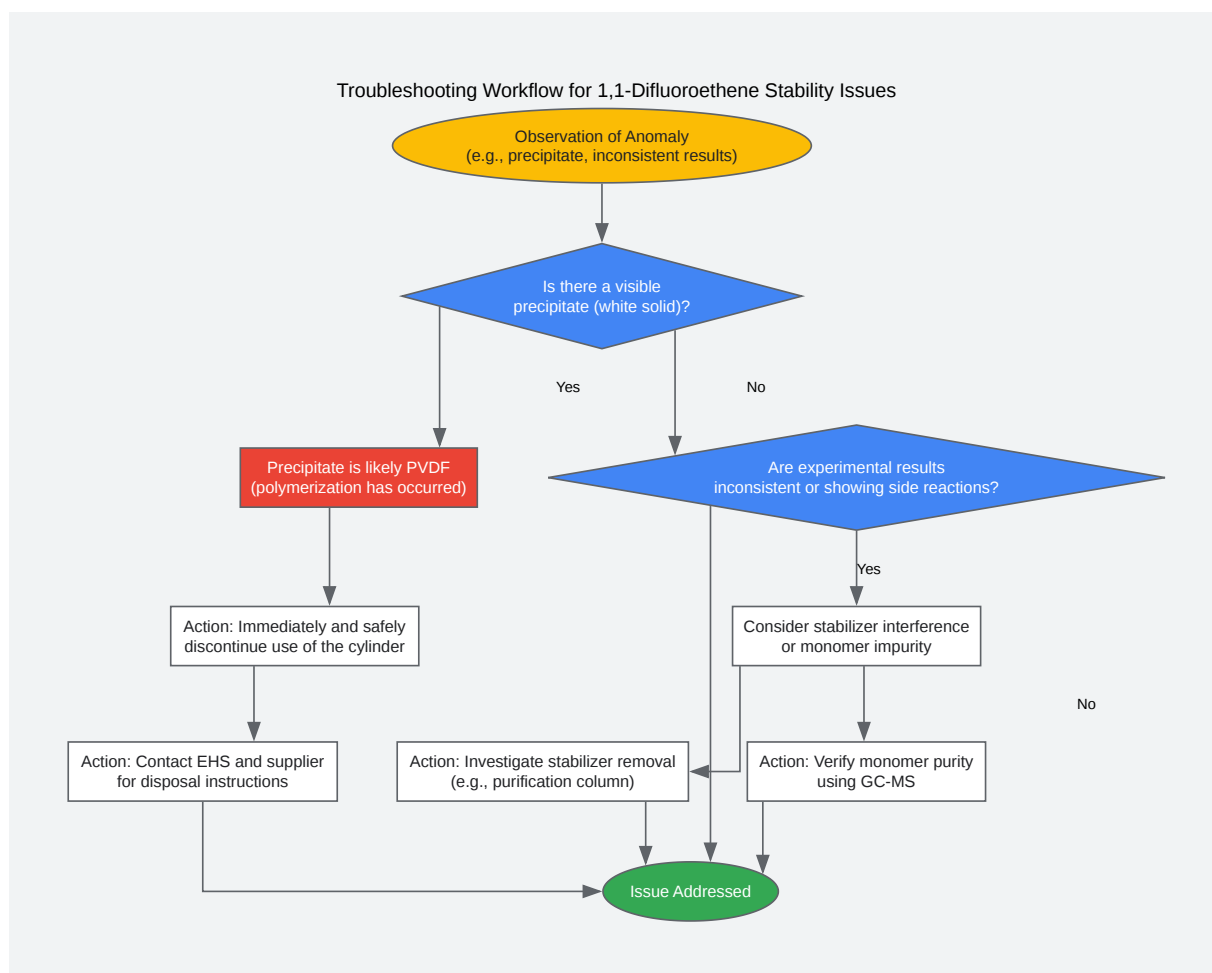 Troubleshooting Workflow for 1,1-Difluoroethene Stability Issues
Observation of Anomaly
(e.g., precipitate, inconsistent results)
Is there a visible
precipitate (white solid)?
Yes
No
Precipitate is likely PVDF
(polymerization has occurred)
Are experimental results
inconsistent or showing side reactions?
Yes
Action: Immediately and safely
discontinue use of the cylinder
Consider stabilizer interference
or monomer impurity
No
Action: Contact EHS and supplier
for disposal instructions
Action: Investigate stabilizer removal
(e.g., purification column)
Action: Verify monomer purity
using GC-MS
Issue Addressed